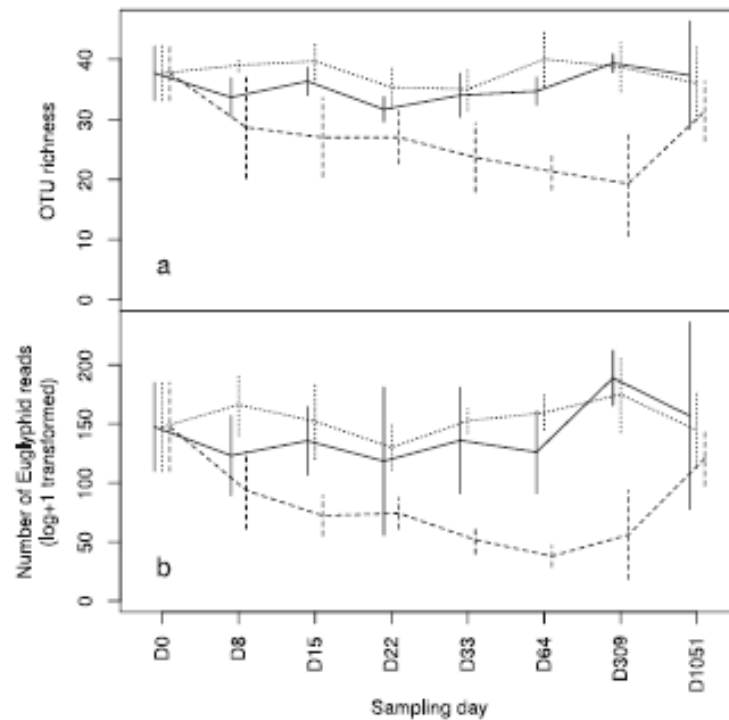 OTU richness
40
30
20
10
0
a
Number of Euglyphid reads
(log+1 transformed)
200
150
100
50
0
b
D0
D8
D15
D22
D33
D64
D309
D1051
Sampling day